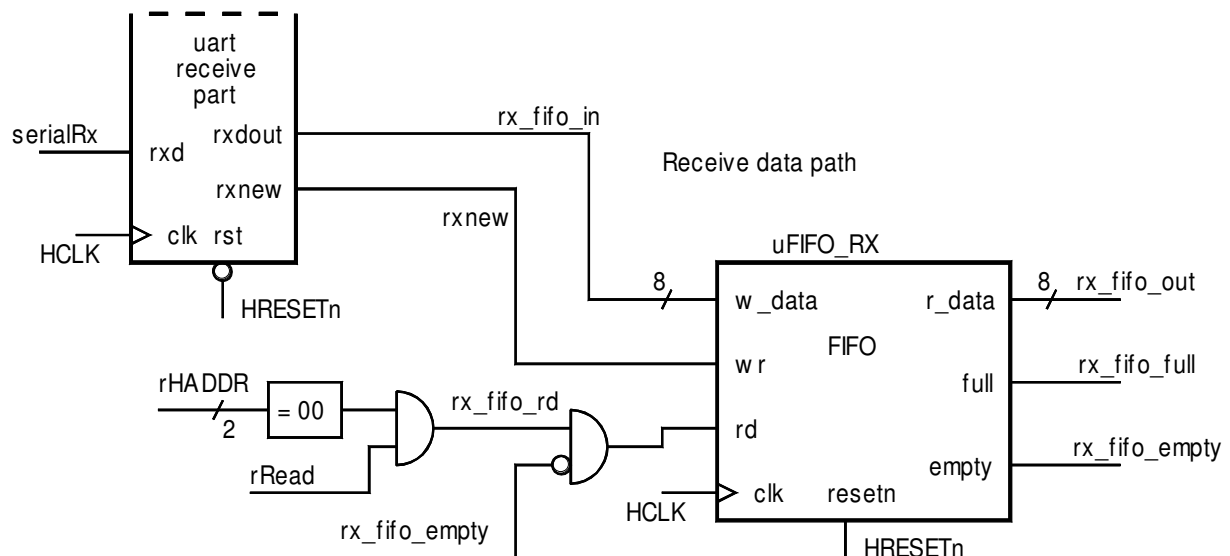 uart
receive
part
serialRx
rxd
rxdout
rxnew
HCLK
clk rst
HRESETn
rx_fifo_in
rxnew
Receive data path
uFIFO_RX
8
w_data
r_data
8
rx_fifo_out
FIFO
wr
full
rx_fifo_full
rHADDR
2
= 00
rx_fifo_rd
rd
empty
rx_fifo_empty
rRead
rx_fifo_empty
HCLK
clk
resetn
HRESETn